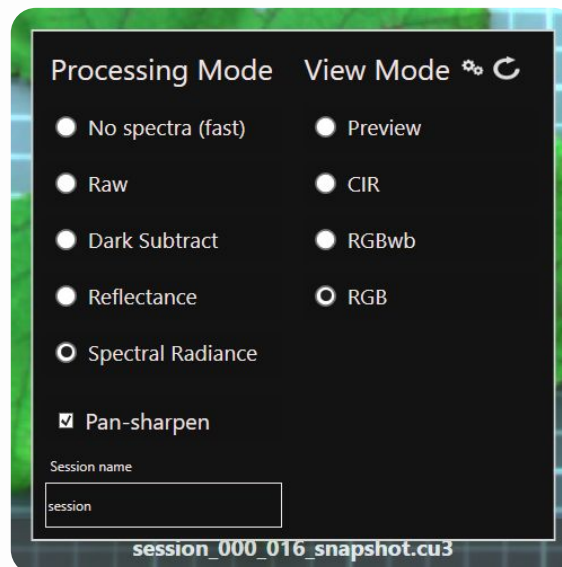 Processing Mode
View Mode
No spectra (fast)
Preview
Raw
CIR
Dark Subtract
RGBwb
Reflectance
RGB
Spectral Radiance
Pan-sharpen
Session name
session
session_000_016_snapshot.cu3